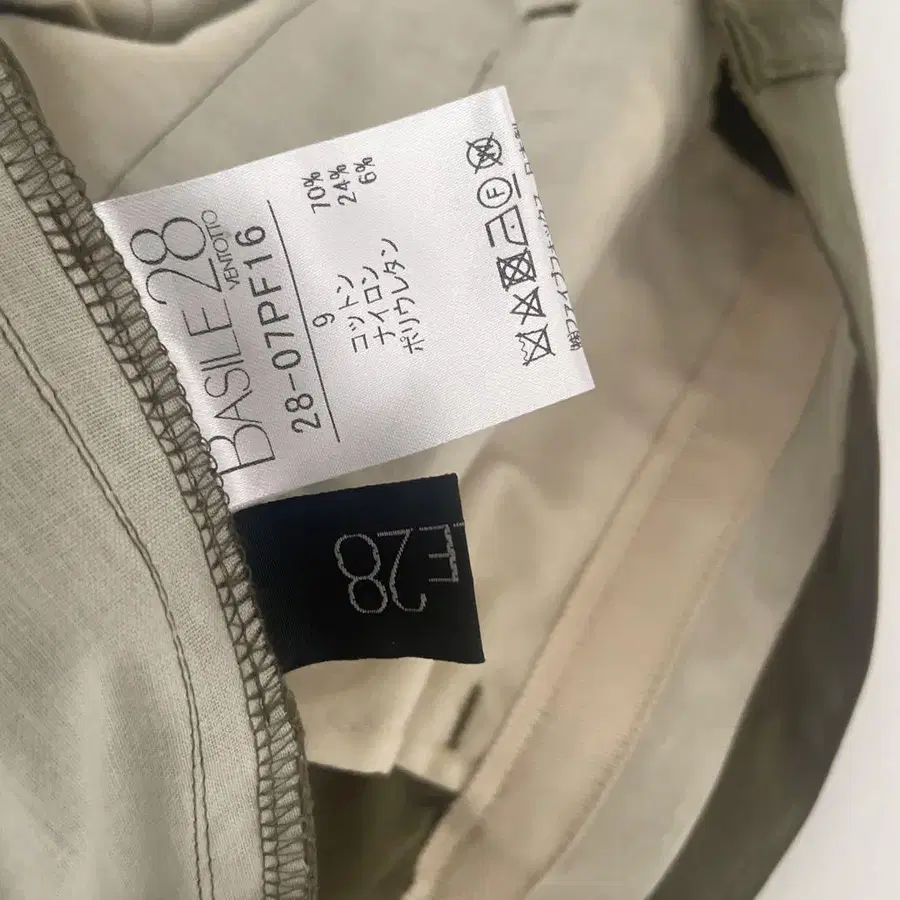 BASILE 28
VENTOTTO
28-07PF16
9
コットン 70%
ナイロン 24%
ポリウレタン 6%
F
E28